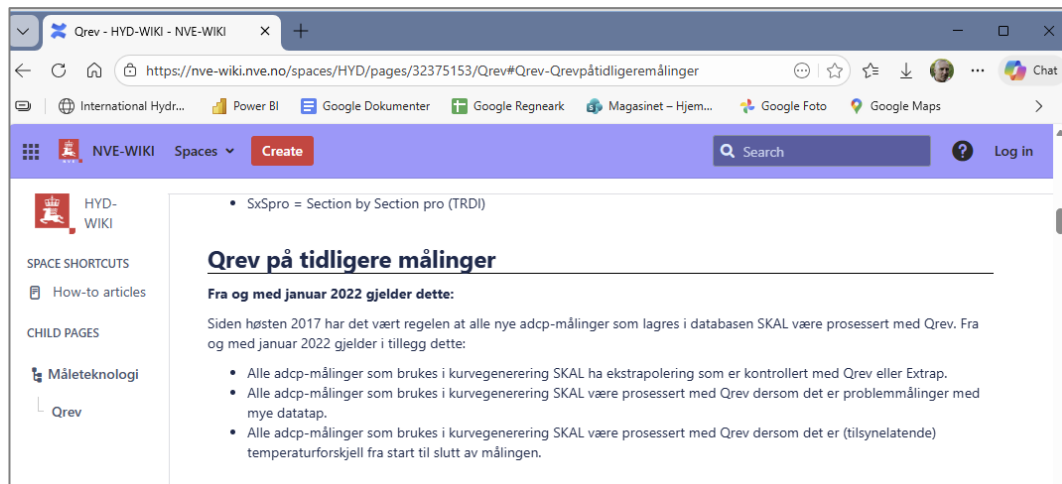 Qrev - HYD-WIKI - NVE-WIKI
https://nve-wiki.nve.no/spaces/HYD/pages/32375153/Qrev#Qrev-Qrevpåtidligeremålinger
Chat
International Hydr...
Power BI
Google Dokumenter
Google Regneark
Magasinet – Hjem...
Google Foto
Google Maps
NVE-WIKI
Spaces
Create
Search
Log in
HYD-
WIKI
SPACE SHORTCUTS
How-to articles
CHILD PAGES
Måleteknologi
Qrev
• SxSpro = Section by Section pro (TRDI)
Qrev på tidligere målinger
Fra og med januar 2022 gjelder dette:
Siden høsten 2017 har det vært regelen at alle nye adcp-målinger som lagres i databasen SKAL være prosessert med Qrev. Fra
og med januar 2022 gjelder i tillegg dette:
• Alle adcp-målinger som brukes i kurvegenerering SKAL ha ekstrapolering som er kontrollert med Qrev eller Extrap.
• Alle adcp-målinger som brukes i kurvegenerering SKAL være prosessert med Qrev dersom det er problemmålinger med
mye datatap.
• Alle adcp-målinger som brukes i kurvegenerering SKAL være prosessert med Qrev dersom det er (tilsynelatende)
temperaturforskjell fra start til slutt av målingen.